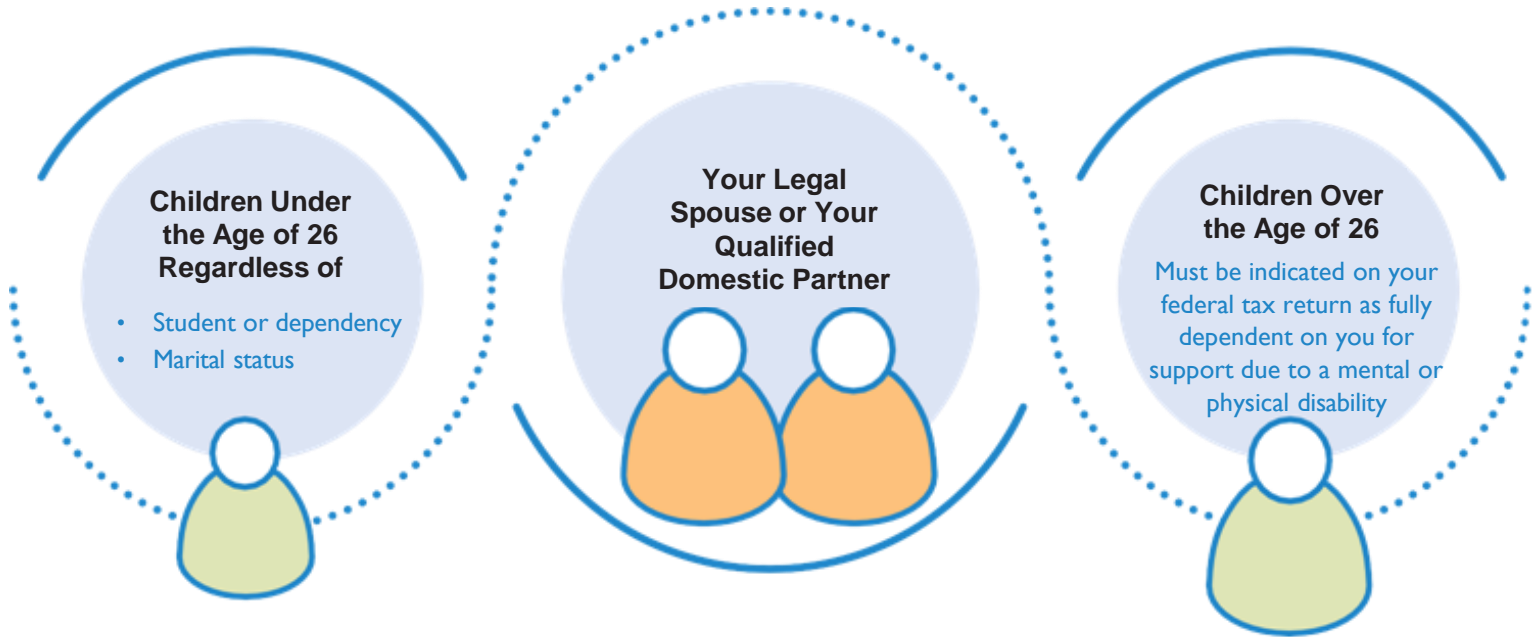 Children Under
the Age of 26
Regardless of
• Student or dependency
• Marital status
Your Legal
Spouse or Your
Qualified
Domestic Partner
Children Over
the Age of 26
Must be indicated on your
federal tax return as fully
dependent on you for
support due to a mental or
physical disability